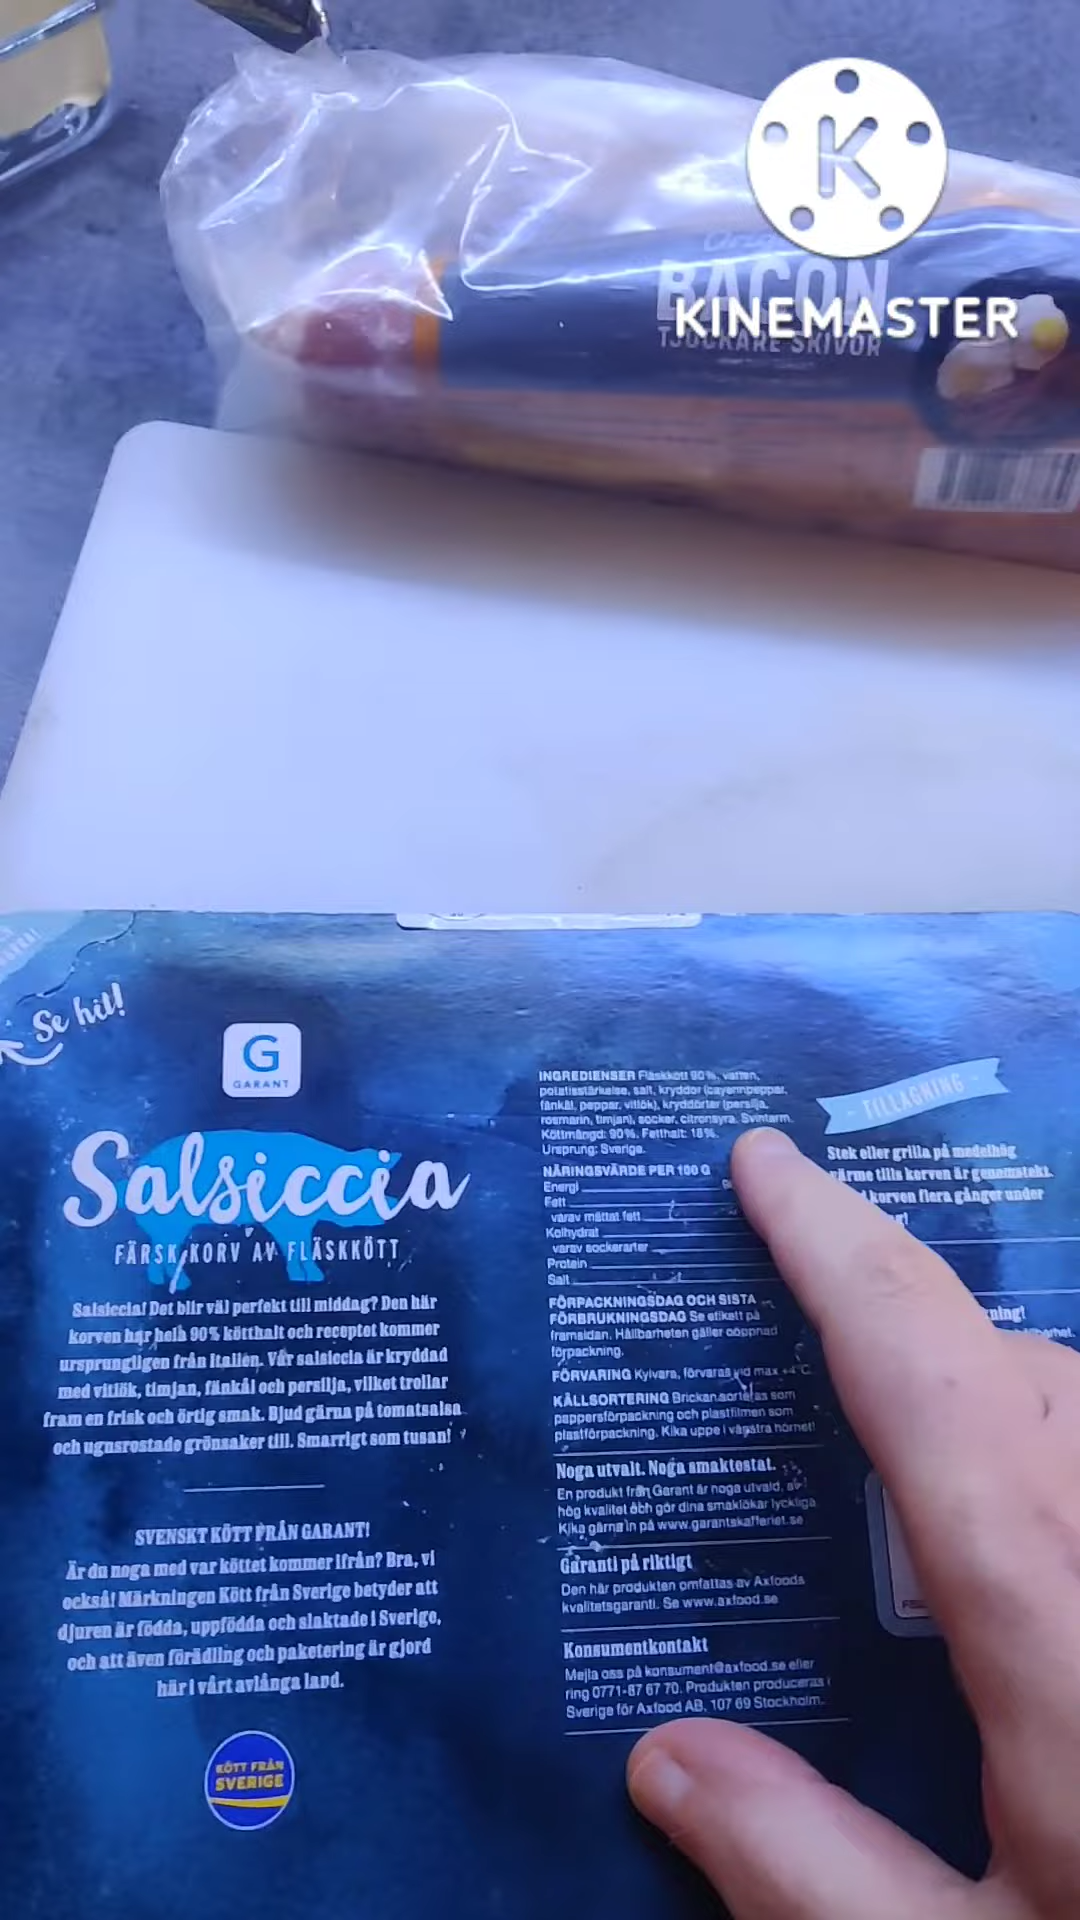 BACON
KINEMASTER
TJOCKARE SKIVOR
Se hit!
G
GARANT
Salsiccia
FÄRSK KORV AV FLÄSKKÖTT
Salsiccia! Det blir väl perfekt till middag? Den här
korven har hela 90% kötthalt och receptet kommer
ursprungligen från Italien. Vår salsiccia är kryddad
med vitlök, timjan, fänkål och persilja, vilket trollar
fram en frisk och örtig smak. Bjud gärna på tomatsalsa
och ugnsrostade grönsaker till. Smarrigt som tusan!
SVENSKT KÖTT FRÅN GARANT!
Är du noga med var köttet kommer ifrån? Bra, vi
också! Märkningen Kött från Sverige betyder att
djuren är födda, uppfödda och slaktade i Sverige,
och att även förädling och paketering är gjord
här i vårt avlånga land.
KÖTT FRÅN
SVERIGE
INGREDIENSER Fläskkött 90%, vatten,
potatisstärkelse, salt, kryddor (cayennpeppar,
fänkål, peppar, vitlök), kryddörter (persilja,
rosmarin, timjan), socker, citronsyra. Svintarm.
Köttmängd: 90%. Fetthalt: 18%.
Ursprung: Sverige.
NÄRINGSVÄRDE PER 100 G
Energi
Fett
varav mättat fett
Kolhydrat
varav sockerarter
Protein
Salt
FÖRPACKNINGSDAG OCH SISTA
FÖRBRUKNINGSDAG Se etikett på
framsidan. Hållbarheten gäller oöppnad
förpackning.
FÖRVARING Kylvara, förvaras vid max +4°C.
KÄLLSORTERING Brickan sorteras som
pappersförpackning och plastfilmen som
plastförpackning. Kika uppe i vänstra hörnet!
Noga utvalt. Noga smaktestat.
En produkt från Garant är noga utvald, av
hög kvalitet och gör dina smaklökar lyckliga.
Kika gärna in på www.garantskafferiet.se
Garanti på riktigt
Den här produkten omfattas av Axfoods
kvalitetsgaranti. Se www.axfood.se
Konsumentkontakt
Mejla oss på konsument@axfood.se eller
ring 0771-67 67 70. Produkten produceras i
Sverige för Axfood AB, 107 69 Stockholm.
TILLAGNING
Stek eller grilla på medelhög
värme tills korven är genomstekt.
korven flera gånger under